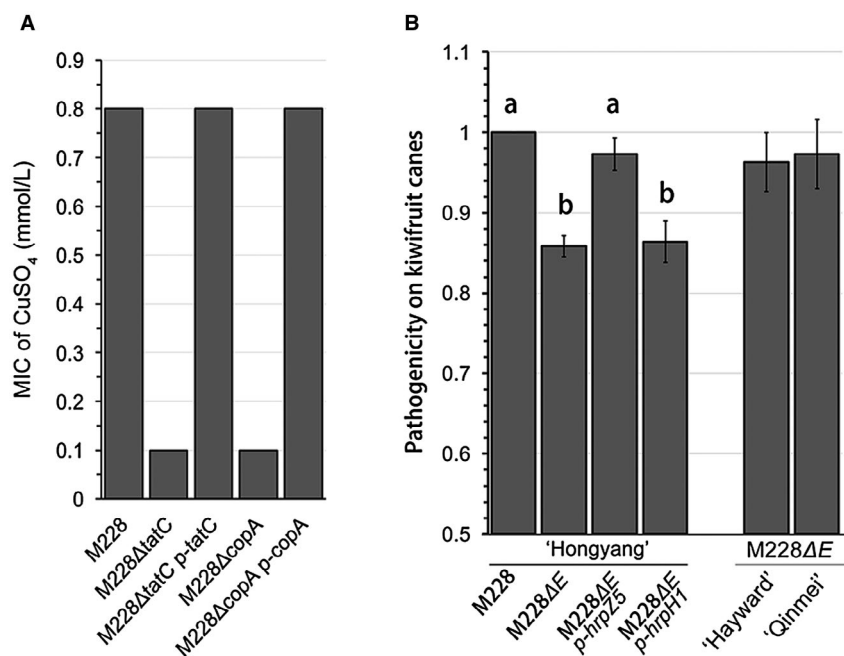 A
MIC of CuSO₄ (mmol/L)
0.9
0.8
0.7
0.6
0.5
0.4
0.3
0.2
0.1
0
M228
M228ΔtatC
M228ΔtatC p-tatC
M228ΔcopA
M228ΔcopA p-copA
B
Pathogenicity on kiwifruit canes
1.1
1
0.9
0.8
0.7
0.6
0.5
a
b
a
b
'Hongyang'
M228ΔE
M228
M228ΔE
M228ΔE
p-hrpZ5
M228ΔE
p-hrpH1
'Hayward'
'Qinmei'